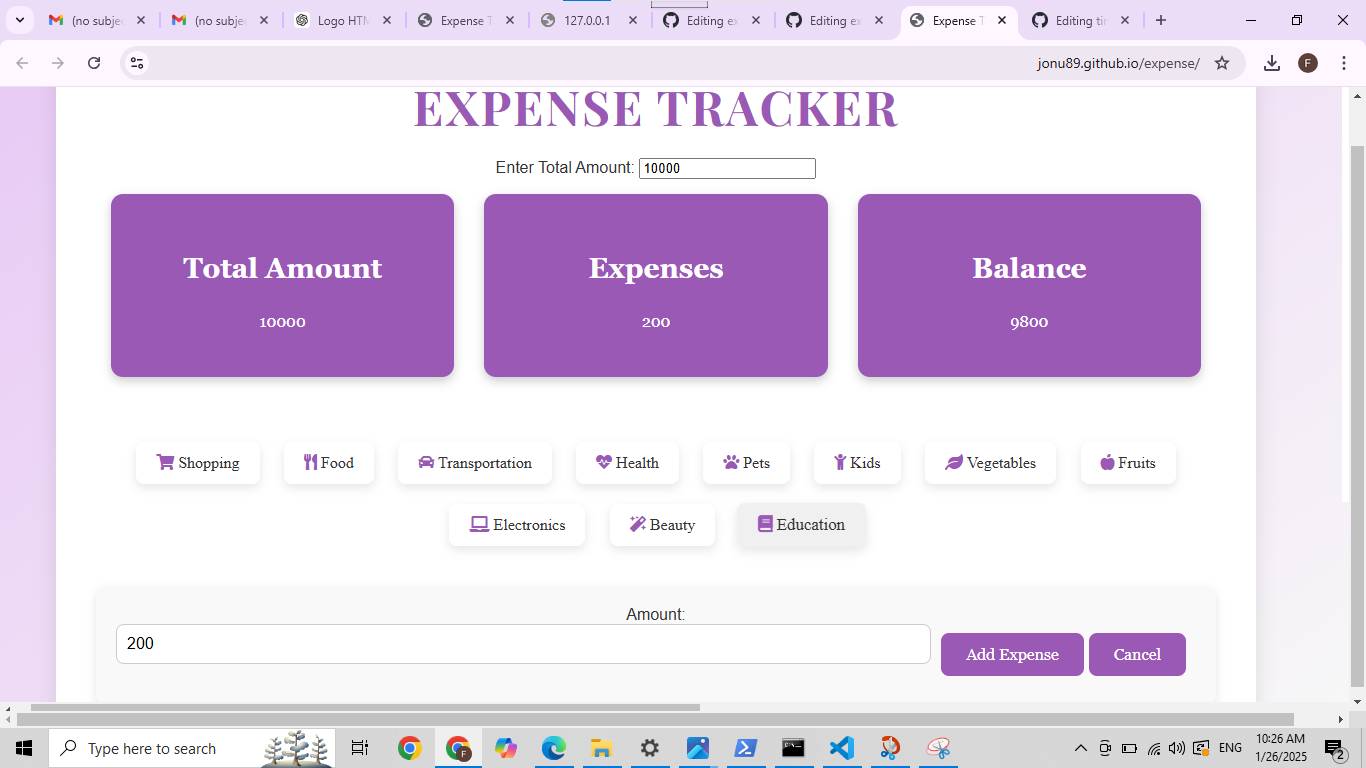 (no subje
(no subje
Logo HTM
Expense T
127.0.0.1
Editing ex
Editing ex
Expense T
Editing tir
jonu89.github.io/expense/
F
EXPENSE TRACKER
Enter Total Amount: 10000
Total Amount
10000
Expenses
200
Balance
9800
Shopping
Food
Transportation
Health
Pets
Kids
Vegetables
Fruits
Electronics
Beauty
Education
Amount:
200
Add Expense
Cancel
Type here to search
F
ENG
10:26 AM
1/26/2025
2